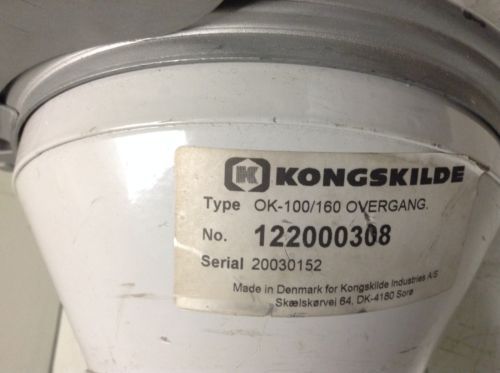 KONGSKILDE
Type OK-100/160 OVERGANG.
No. 122000308
Serial 20030152
Made in Denmark for Kongskilde Industries A/S
Skælskørvej 64, DK-4180 Sorø